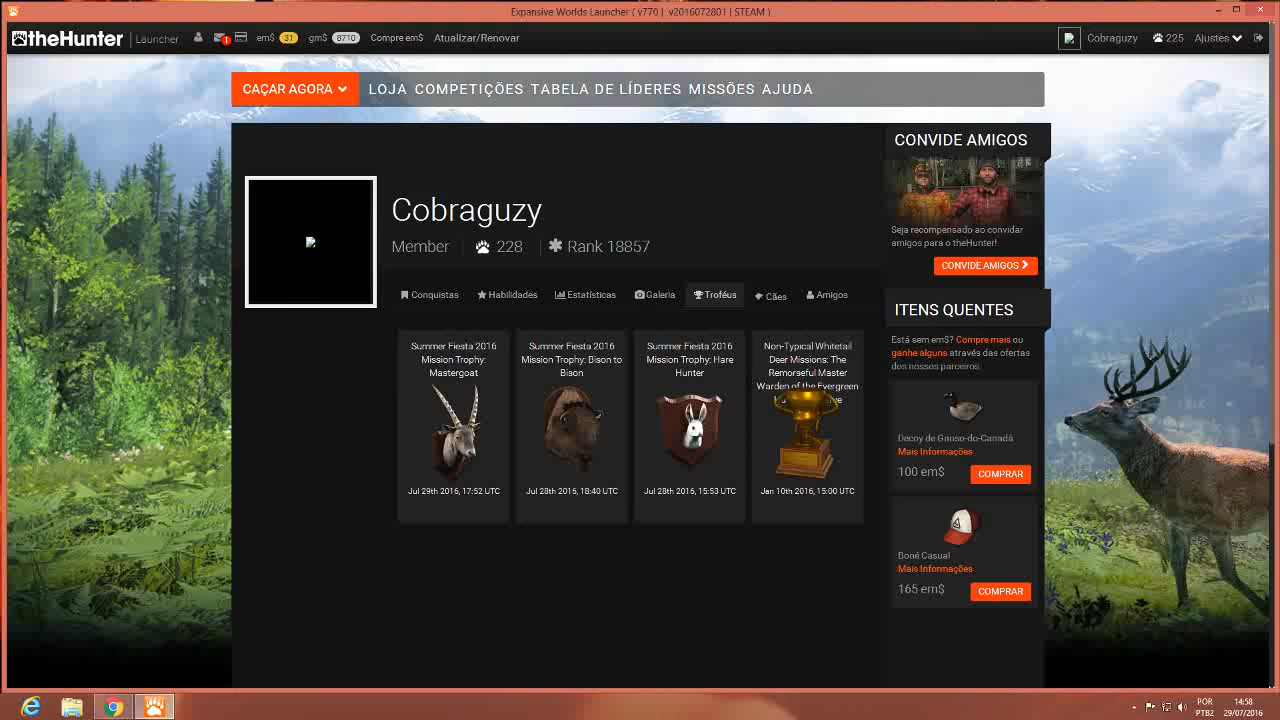 Expansive Worlds Launcher ( v770 | v2016072801 | STEAM )
theHunter | Launcher 1 em$ 31 gm$ 8710 Compre em$ Atualizar/Renovar Cobraguzy 225 Ajustes
CAÇAR AGORA LOJA COMPETIÇÕES TABELA DE LÍDERES MISSÕES AJUDA
Cobraguzy
Member 228 Rank 18857
Conquistas Habilidades Estatísticas Galeria Troféus Cães Amigos
Summer Fiesta 2016
Mission Trophy:
Mastergoat
Jul 29th 2016, 17:52 UTC
Summer Fiesta 2016
Mission Trophy: Bison to
Bison
Jul 28th 2016, 18:40 UTC
Summer Fiesta 2016
Mission Trophy: Hare
Hunter
Jul 28th 2016, 15:53 UTC
Non-Typical Whitetail
Deer Missions: The
Remorseful Master
Warden of the Evergreen
Jan 10th 2016, 15:00 UTC
CONVIDE AMIGOS
Seja recompensado ao convidar
amigos para o theHunter!
CONVIDE AMIGOS
ITENS QUENTES
Está sem em$? Compre mais ou
ganhe alguns através das ofertas
dos nossos parceiros.
Decoy de Ganso-do-Canadá
Mais Informações
100 em$ COMPRAR
Boné Casual
Mais Informações
165 em$ COMPRAR
POR 14:58
PTB2 29/07/2016